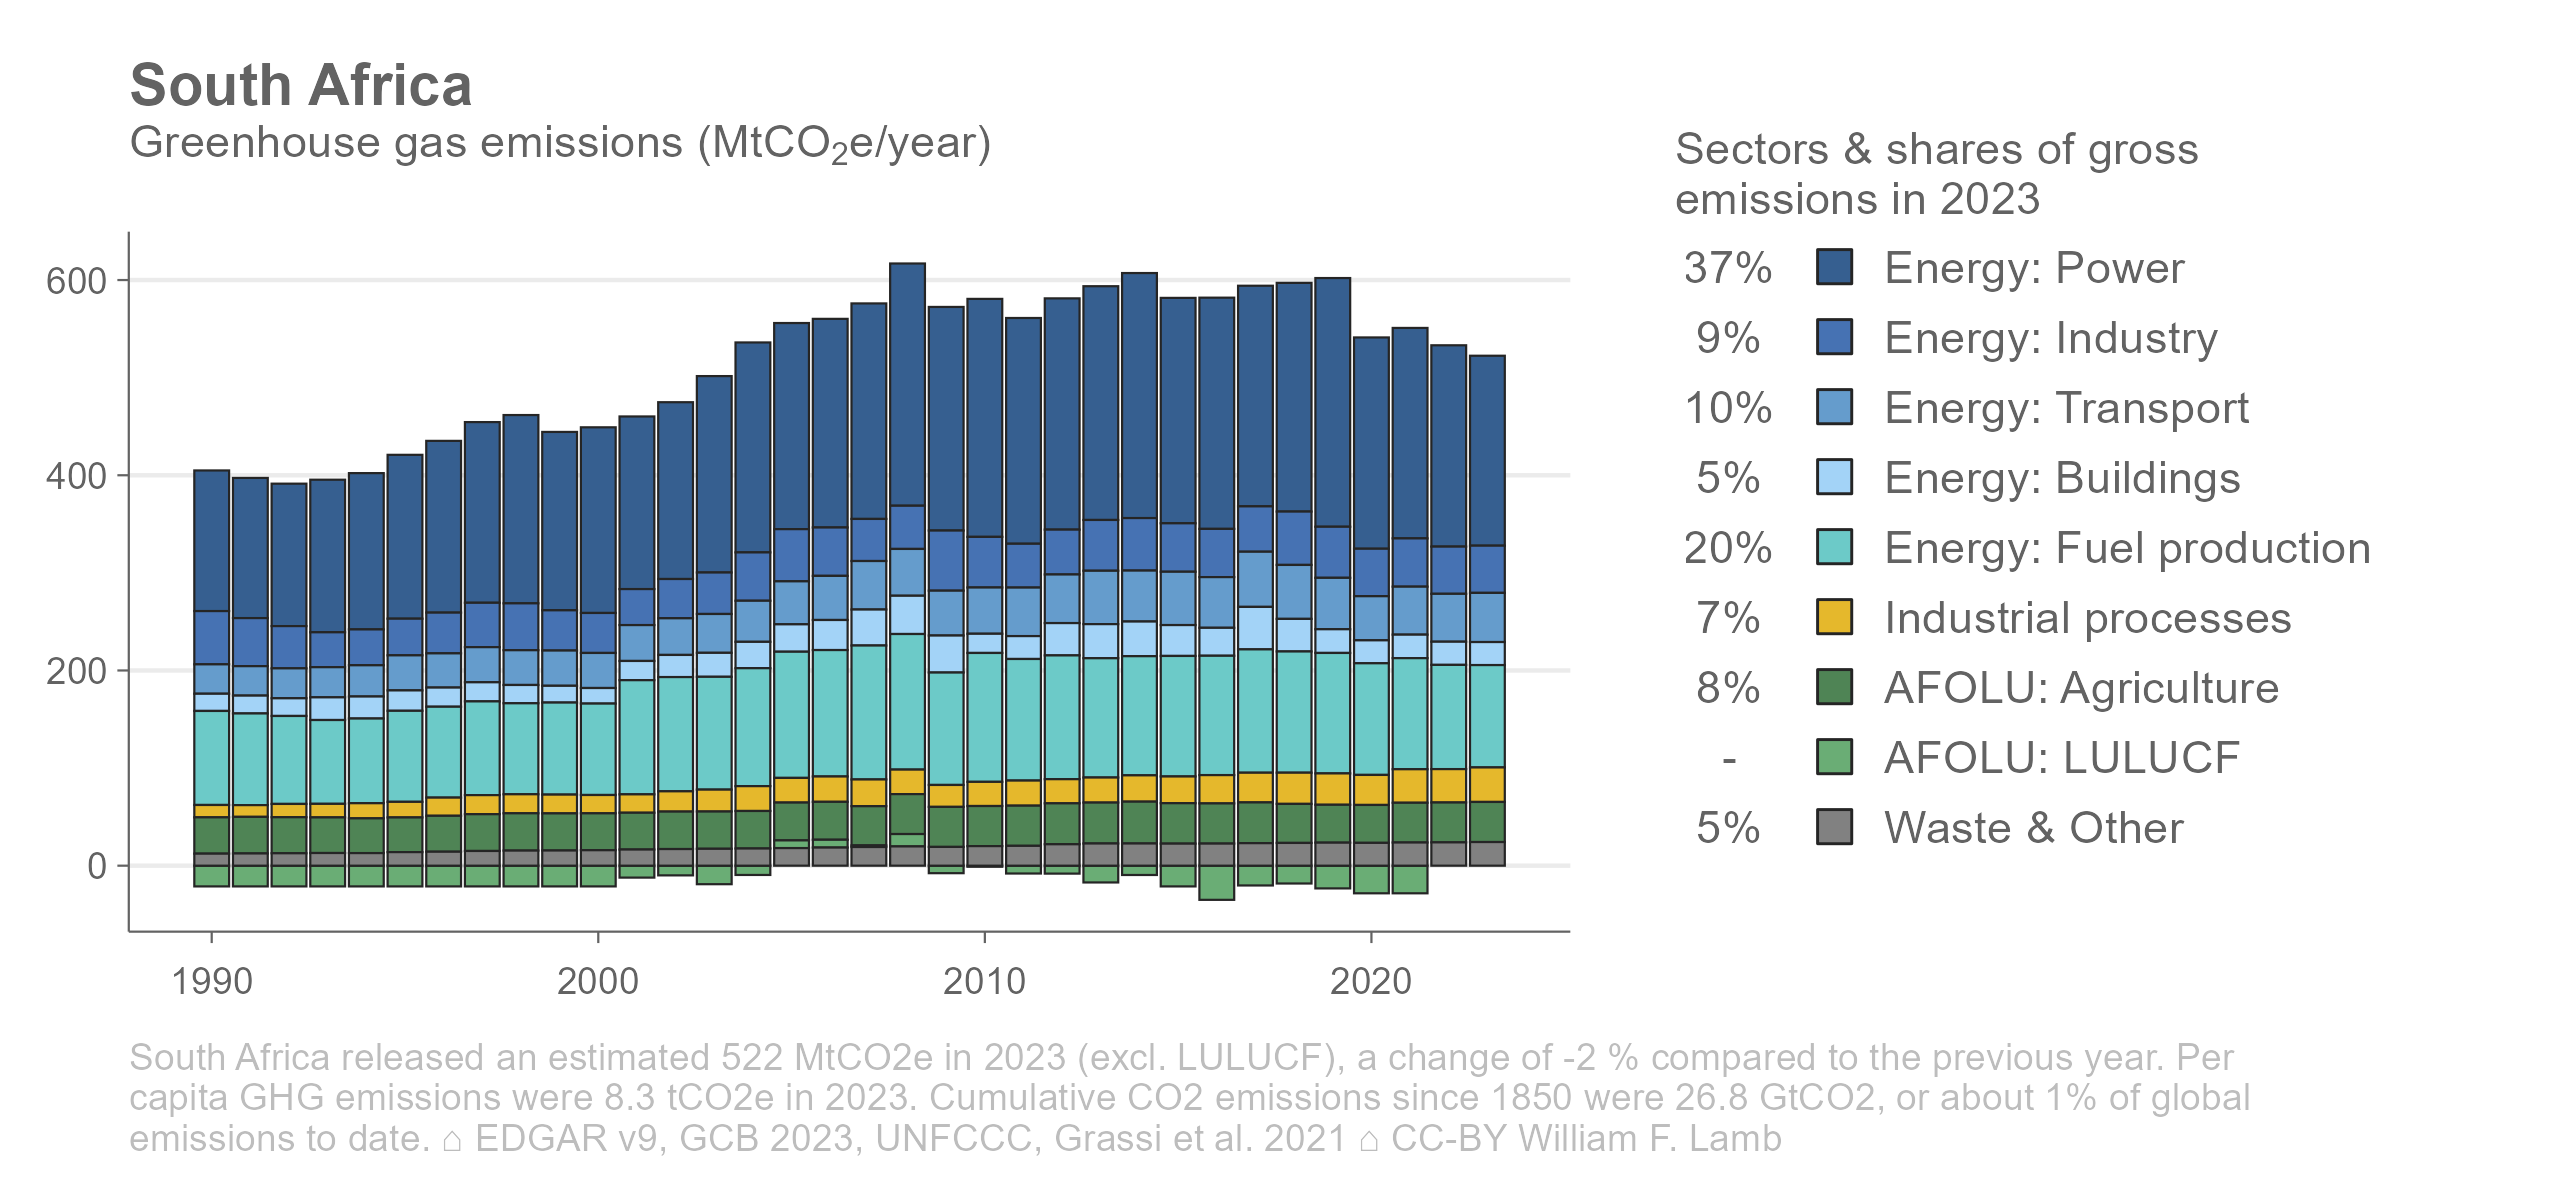 South Africa
Greenhouse gas emissions (MtCO₂e/year)
Sectors & shares of gross
emissions in 2023
37% Energy: Power
9% Energy: Industry
10% Energy: Transport
5% Energy: Buildings
20% Energy: Fuel production
7% Industrial processes
8% AFOLU: Agriculture
- AFOLU: LULUCF
5% Waste & Other
600
400
200
0
1990 2000 2010 2020
South Africa released an estimated 522 MtCO2e in 2023 (excl. LULUCF), a change of -2 % compared to the previous year. Per
capita GHG emissions were 8.3 tCO2e in 2023. Cumulative CO2 emissions since 1850 were 26.8 GtCO2, or about 1% of global
emissions to date. ⌂ EDGAR v9, GCB 2023, UNFCCC, Grassi et al. 2021 ⌂ CC-BY William F. Lamb